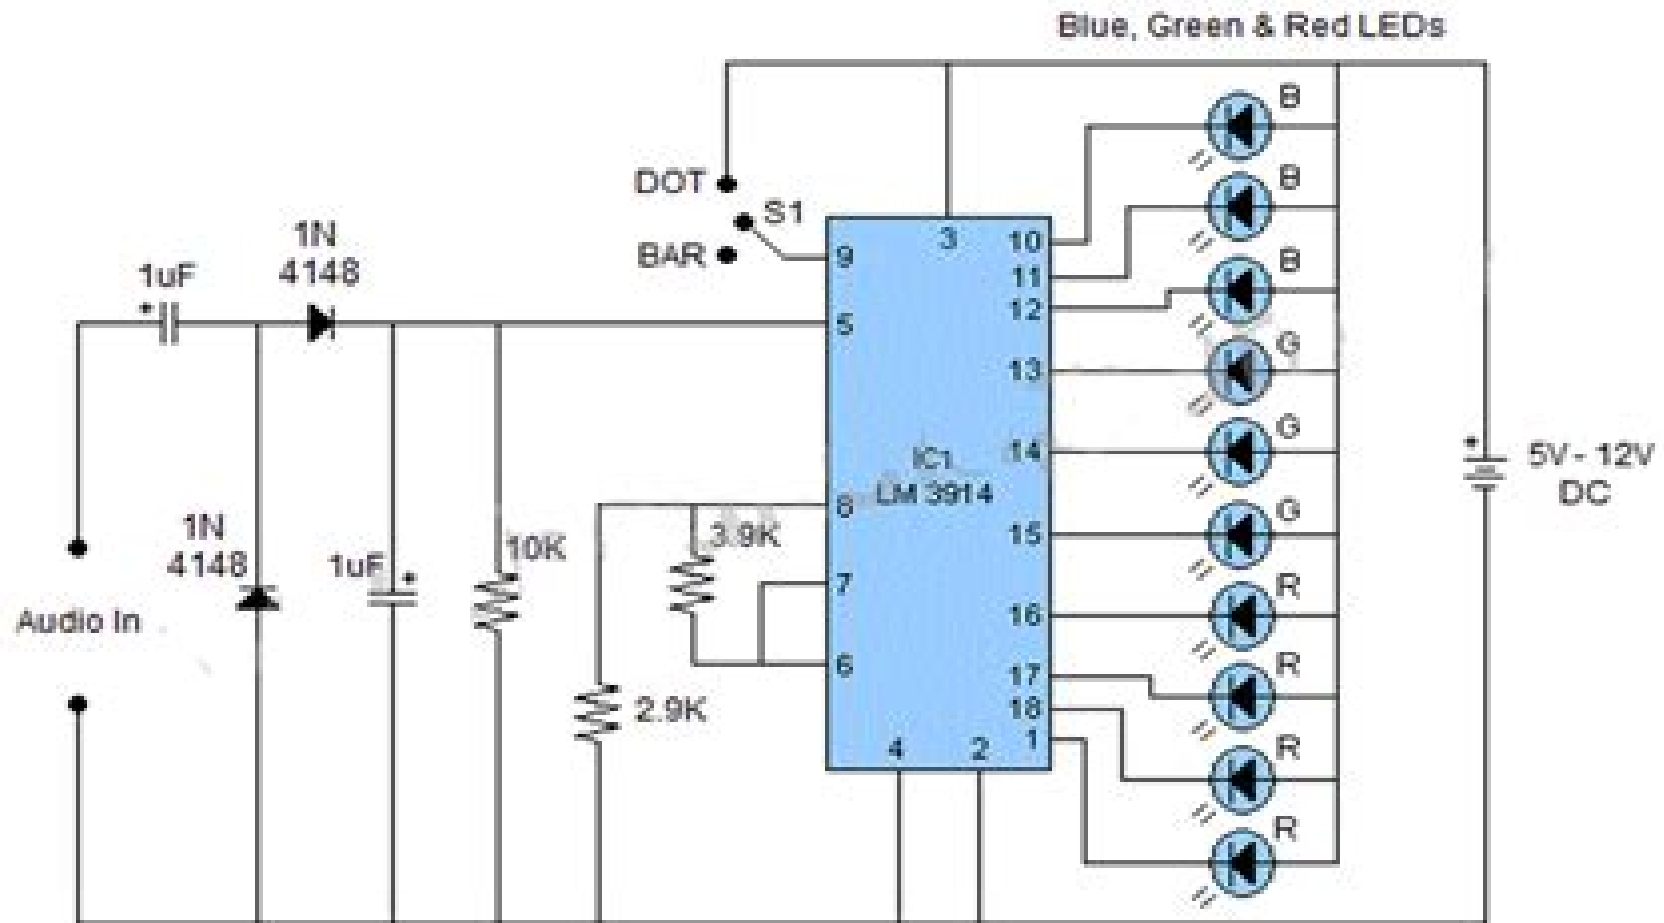 Blue, Green & Red LEDs
B
B
B
G
G
G
R
R
R
R
DOT
S1
BAR
1N
4148
1uF
1N
4148
1uF
10K
3.9K
2.9K
Audio In
IC1
LM 3914
3
9
5
8
7
6
4
2
10
11
12
13
14
15
16
17
18
1
5V - 12V
DC